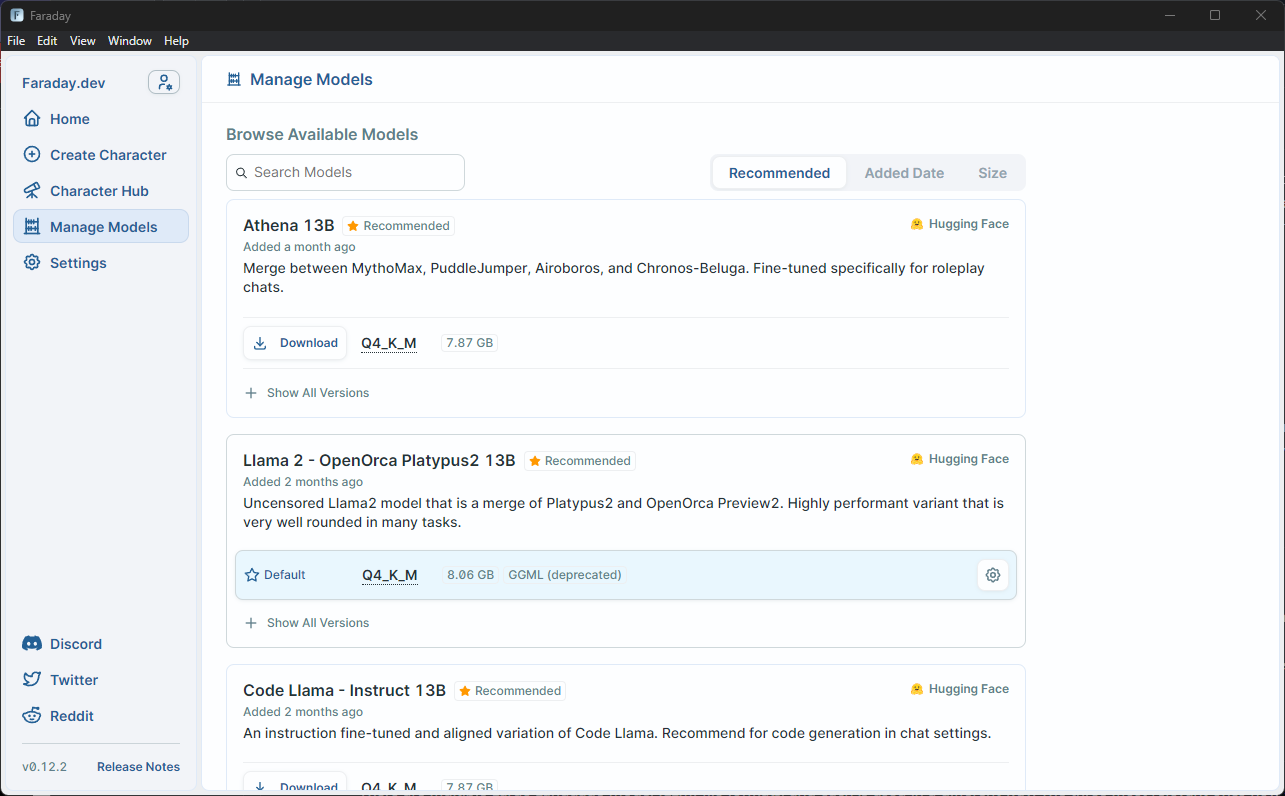 Faraday
File Edit View Window Help
Faraday.dev
Home
Create Character
Character Hub
Manage Models
Settings
Discord
Twitter
Reddit
v0.12.2 Release Notes
Manage Models
Browse Available Models
Search Models
Recommended Added Date Size
Athena 13B Recommended Hugging Face
Added a month ago
Merge between MythoMax, PuddleJumper, Airoboros, and Chronos-Beluga. Fine-tuned specifically for roleplay
chats.
Download Q4_K_M 7.87 GB
Show All Versions
Llama 2 - OpenOrca Platypus2 13B Recommended Hugging Face
Added 2 months ago
Uncensored Llama2 model that is a merge of Platypus2 and OpenOrca Preview2. Highly performant variant that is
very well rounded in many tasks.
Default Q4_K_M 8.06 GB GGML (deprecated)
Show All Versions
Code Llama - Instruct 13B Recommended Hugging Face
Added 2 months ago
An instruction fine-tuned and aligned variation of Code Llama. Recommend for code generation in chat settings.
Download Q4_K_M 7.87 GB